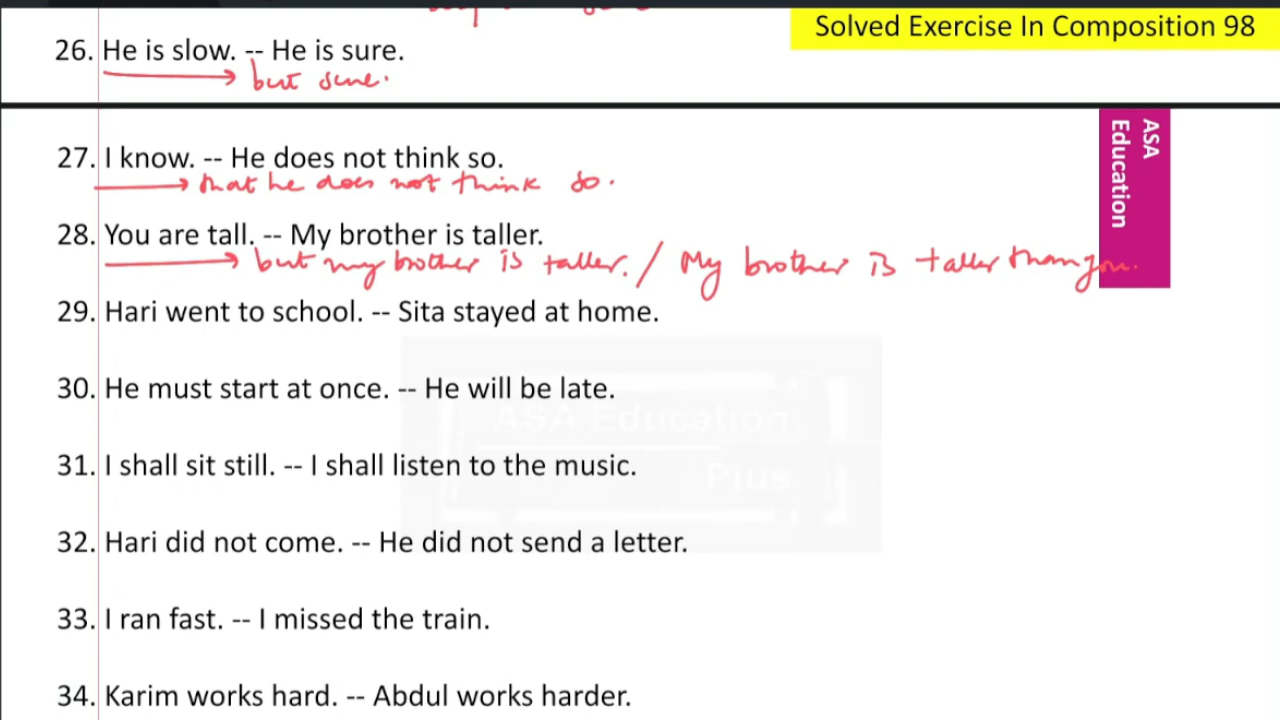 Solved Exercise In Composition 98
26. He is slow. -- He is sure.
but sure.
ASA
Education
27. I know. -- He does not think so.
that he does not think so.
28. You are tall. -- My brother is taller.
but my brother is taller. / My brother is taller than you.
29. Hari went to school. -- Sita stayed at home.
30. He must start at once. -- He will be late.
ASA Education
31. I shall sit still. -- I shall listen to the music.
Plus
32. Hari did not come. -- He did not send a letter.
33. I ran fast. -- I missed the train.
34. Karim works hard. -- Abdul works harder.